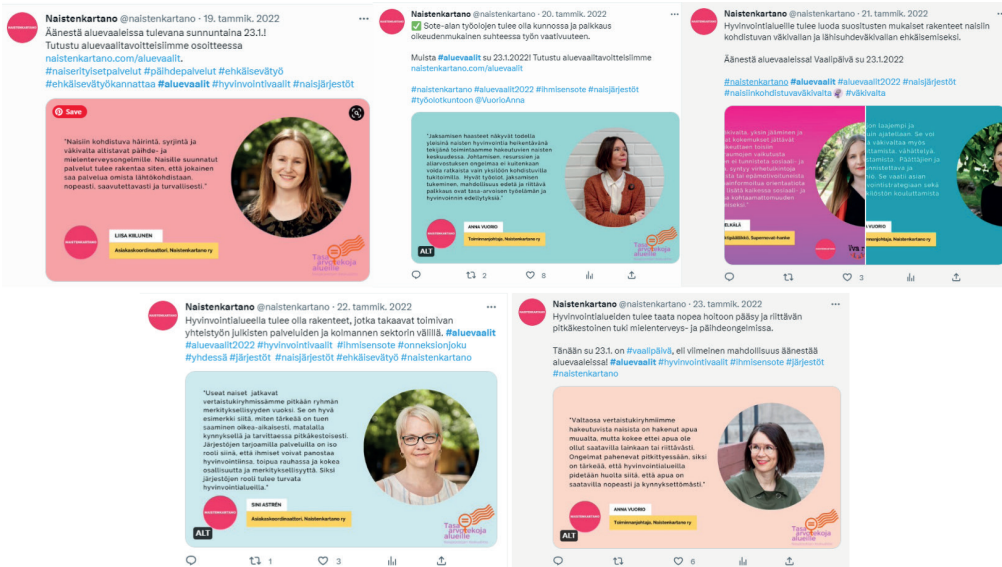 Naistenkartano @naistenkartano · 19. tammik. 2022
Äänestä aluevaaleissa tulevana sunnuntaina 23.1.!
Tutustu aluevaalitavoitteisiimme osoitteessa
naistenkartano.com/aluevaalit.
#naiserityisetpalvelut #päihdepalvelut #ehkäisevätyö
#ehkäisevätyökannattaa #aluevaalit #hyvinvointivaalit #naisjärjestöt
Save
"Naisiin kohdistuva häirintä, syrjintä ja
väkivalta altistavat päihde- ja
mielenterveysongelmille. Naisille suunnatut
palvelut tulee rakentaa siten, että jokainen
saa palvelua omista lähtökohdistaan,
nopeasti, saavutettavasti ja turvallisesti."
NAISTENKARTANO
LIISA KIILUNEN
Asiakaskoordinaattori, Naistenkartano ry
Tasa
arvotekoja
alueille
Naistenkartano @naistenkartano · 20. tammik. 2022
✅ Sote-alan työolojen tulee olla kunnossa ja palkkaus
oikeudenmukainen suhteessa työn vaativuuteen.
Muista #aluevaalit su 23.1.2022! Tutustu aluevaalitavoitteisiimme
naistenkartano.com/aluevaalit
#naistenkartano #aluevaalit2022 #ihmisensote #naisjärjestöt
#työolotkuntoon @VuorioAnna
"Jaksamisen haasteet näkyvät todella
yleisinä naisten hyvinvointia heikentävänä
tekijänä toimintaamme hakeutuvien naisten
keskuudessa. Johtamisen, resurssien ja
aliarvostuksen ongelmaa ei kuitenkaan
voida ratkaista vain yksilöön kohdistuvilla
tukitoimilla. Hyvät työolot, jaksamisen
tukeminen, mahdollisuus edetä ja riittävä
palkkaus ovat tasa-arvoisen työelämän ja
hyvinvoinnin edellytyksiä."
NAISTENKARTANO
ANNA VUORIO
Toiminnanjohtaja, Naistenkartano ry
ALT
2
8
Naistenkartano @naistenkartano · 21. tammik. 2022
Hyvinvointialueille tulee luoda suositusten mukaiset rakenteet naisiin
kohdistuvan väkivallan ja lähisuhdeväkivallan ehkäisemiseksi.
Äänestä aluevaaleissa! Vaalipäivä su 23.1.2022
#naistenkartano #aluevaalit #aluevaalit2022 #naisjärjestöt
#naisiinkohdistuvaväkivalta #väkivalta
3
Naistenkartano @naistenkartano · 22. tammik. 2022
Hyvinvointialueella tulee olla rakenteet, jotka takaavat toimivan
yhteistyön julkisten palveluiden ja kolmannen sektorin välillä. #aluevaalit
#aluevaalit2022 #hyvinvointivaalit #ihmisensote #onneksionjoku
#yhdessä #järjestöt #naisjärjestöt #ehkäisevätyö #naistenkartano
"Useat naiset jatkavat
vertaistukiryhmissämme pitkään ryhmän
merkityksellisyyden vuoksi. Se on hyvä
esimerkki siitä, miten tärkeää on tuen
saaminen oikea-aikaisesti, matalalla
kynnyksellä ja tarvittaessa pitkäkestoisesti.
Järjestöjen tarjoamilla palveluilla on iso
rooli siinä, että ihmiset voivat panostaa
hyvinvointiinsa, toipua rauhassa ja kokea
osallisuutta ja merkityksellisyyttä. Siksi
järjestöjen rooli tulee turvata
hyvinvointialueilla."
NAISTENKARTANO
SINI ASTRÉN
Asiakaskoordinaattori, Naistenkartano ry
ALT
Tasa
arvotekoja
alueille
1
3
Naistenkartano @naistenkartano · 23. tammik. 2022
Hyvinvointialueiden tulee taata nopea hoitoon pääsy ja riittävän
pitkäkestoinen tuki mielenterveys- ja päihdeongelmissa.
Tänään su 23.1. on #vaalipäivä, eli viimeinen mahdollisuus äänestää
aluevaaleissa! #aluevaalit #hyvinvointivaalit #ihmisensote #järjestöt
#naistenkartano
"Valtaosa vertaistukiryhmiimme
hakeutuvista naisista on hakenut apua
muualta, mutta kokee ettei apua ole
ollut saatavilla lainkaan tai riittävästi.
Ongelmat pahenevat pitkittyessään, siksi
on tärkeää, että hyvinvointialueilla
pidetään huolta siitä, että apua on
saatavilla nopeasti ja kynnyksettömästi."
NAISTENKARTANO
ANNA VUORIO
Toiminnanjohtaja, Naistenkartano ry
ALT
Tasa
arvotekoja
alueille
6